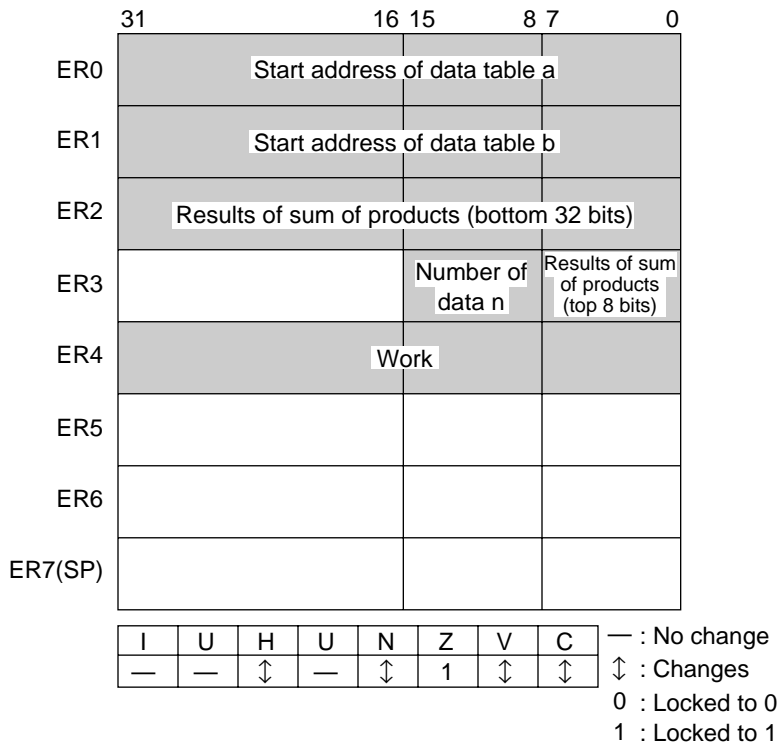 31 16 15 8 7 0
ER0 Start address of data table a
ER1 Start address of data table b
ER2 Results of sum of products (bottom 32 bits)
ER3 Number of data n Results of sum of products (top 8 bits)
ER4 Work
ER5
ER6
ER7(SP)
I U H U N Z V C
— — ↕ — ↕ 1 ↕ ↕
— : No change
↕ : Changes
0 : Locked to 0
1 : Locked to 1